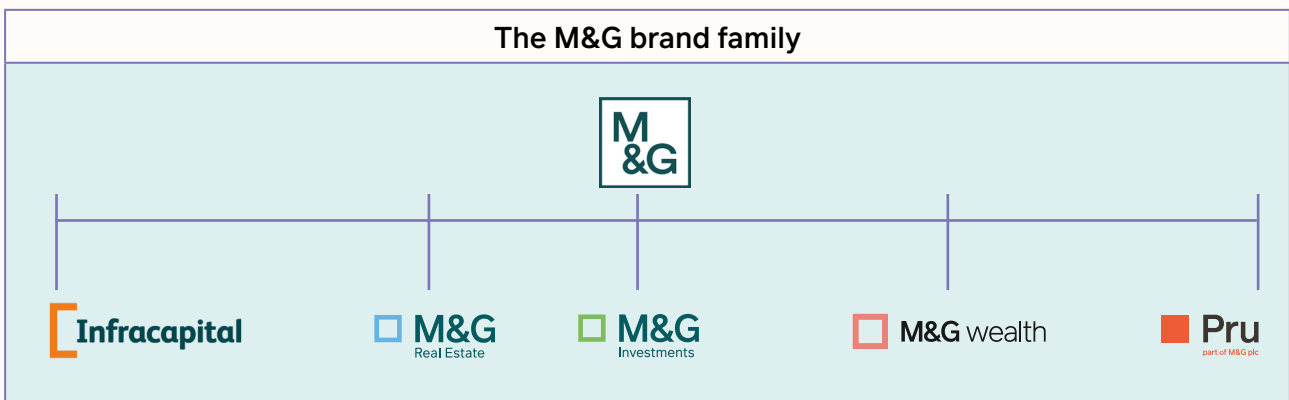 The M&G brand family
M
&G
Infracapital
M&G
Real Estate
M&G
Investments
M&G wealth
Pru
part of M&G plc